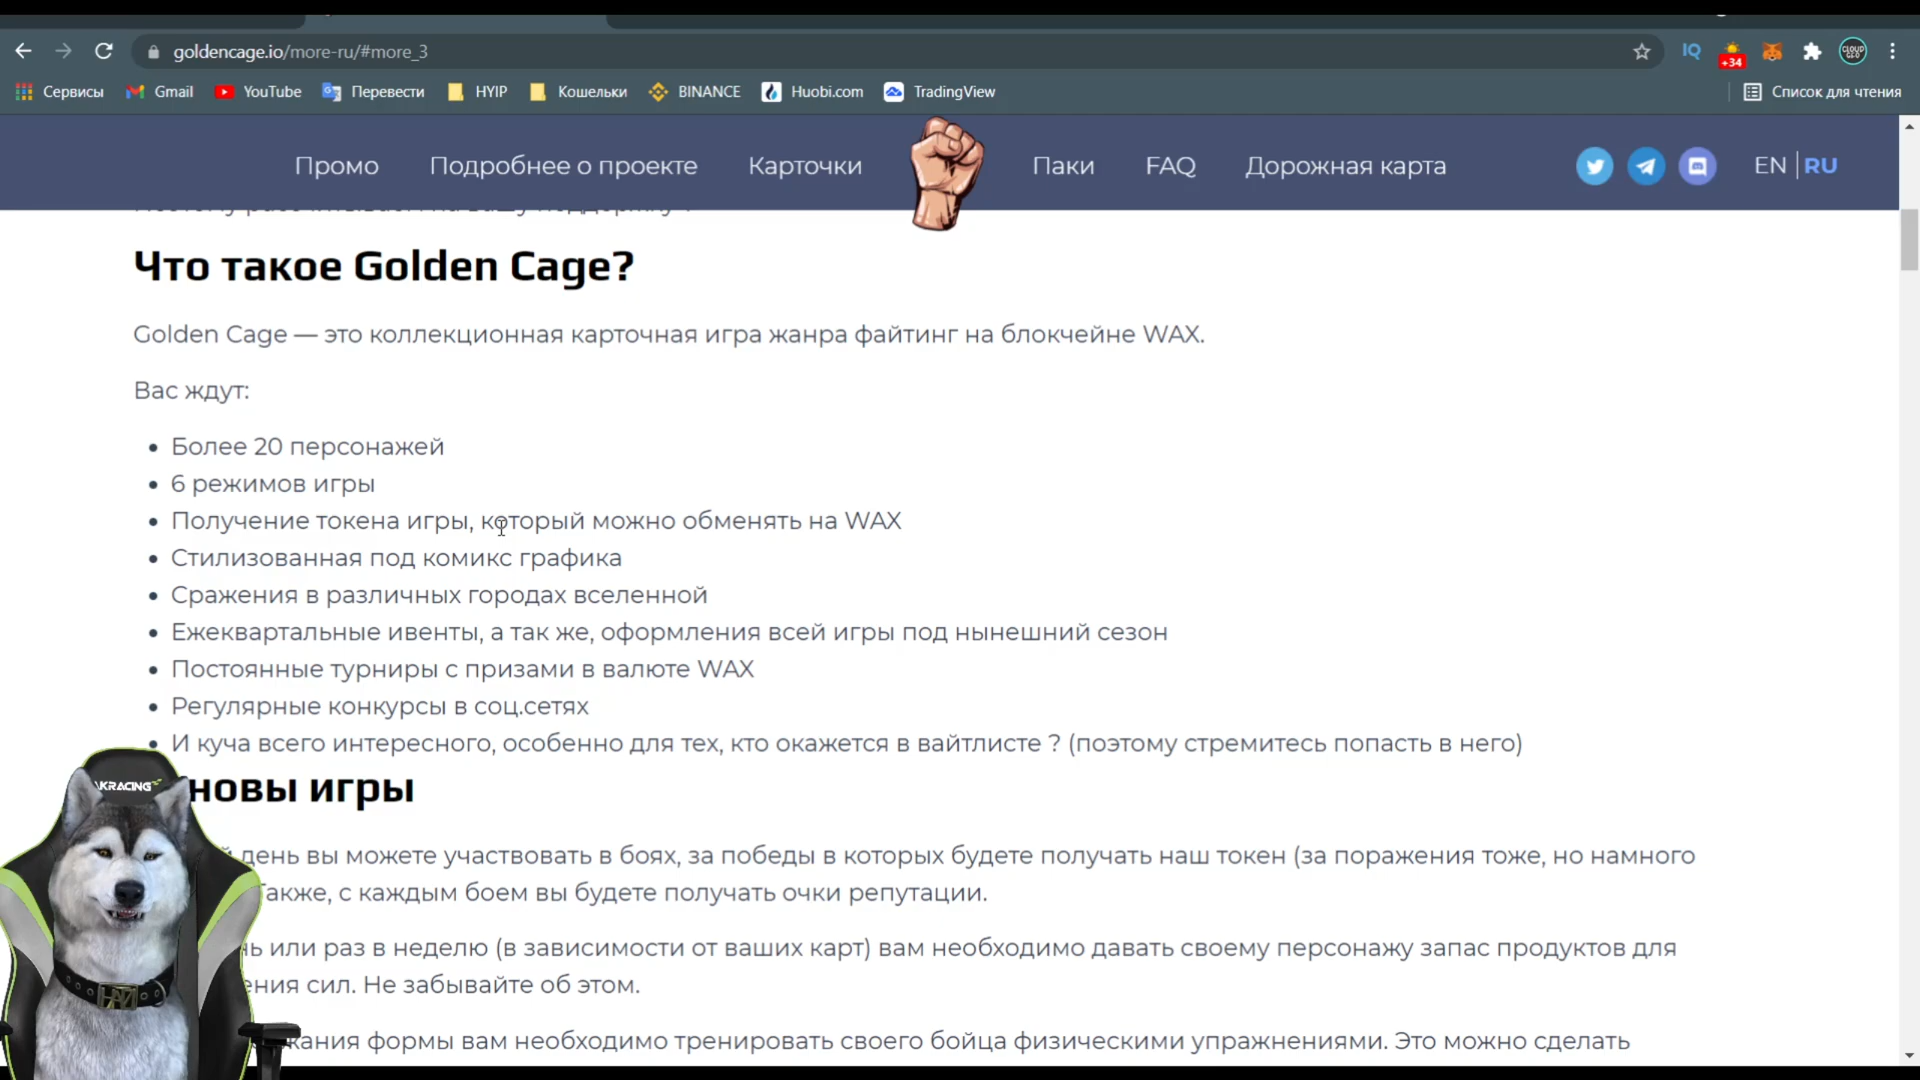 goldencage.io/more-ru/#more_3
IQ
+34
CLOUD
Сервисы Gmail YouTube Перевести HYIP Кошельки BINANCE Huobi.com TradingView Список для чтения
Промо Подробнее о проекте Карточки Паки FAQ Дорожная карта EN | RU
Что такое Golden Cage?
Golden Cage — это коллекционная карточная игра жанра файтинг на блокчейне WAX.
Вас ждут:
• Более 20 персонажей
• 6 режимов игры
• Получение токена игры, который можно обменять на WAX
• Стилизованная под комикс графика
• Сражения в различных городах вселенной
• Ежеквартальные ивенты, а так же, оформления всей игры под нынешний сезон
• Постоянные турниры с призами в валюте WAX
• Регулярные конкурсы в соц.сетях
• И куча всего интересного, особенно для тех, кто окажется в вайтлисте ? (поэтому стремитесь попасть в него)
новы игры
день вы можете участвовать в боях, за победы в которых будете получать наш токен (за поражения тоже, но намного
Также, с каждым боем вы будете получать очки репутации.
нь или раз в неделю (в зависимости от ваших карт) вам необходимо давать своему персонажу запас продуктов для
ения сил. Не забывайте об этом.
жания формы вам необходимо тренировать своего бойца физическими упражнениями. Это можно сделать
AKRACING